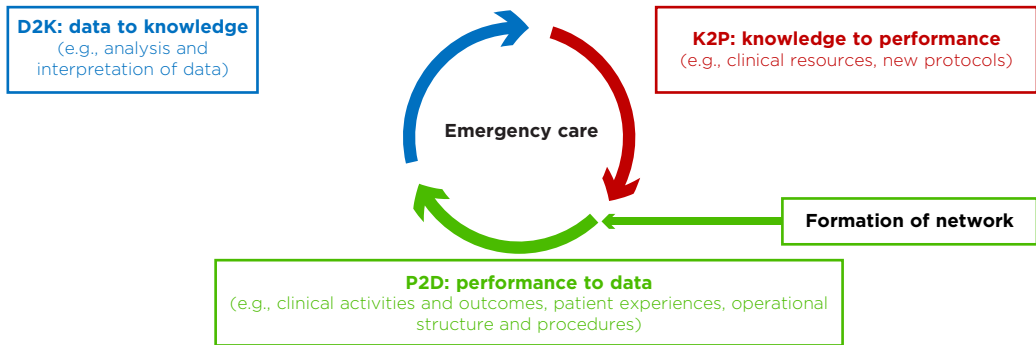 D2K: data to knowledge
(e.g., analysis and
interpretation of data)
K2P: knowledge to performance
(e.g., clinical resources, new protocols)
Emergency care
Formation of network
P2D: performance to data
(e.g., clinical activities and outcomes, patient experiences, operational
structure and procedures)